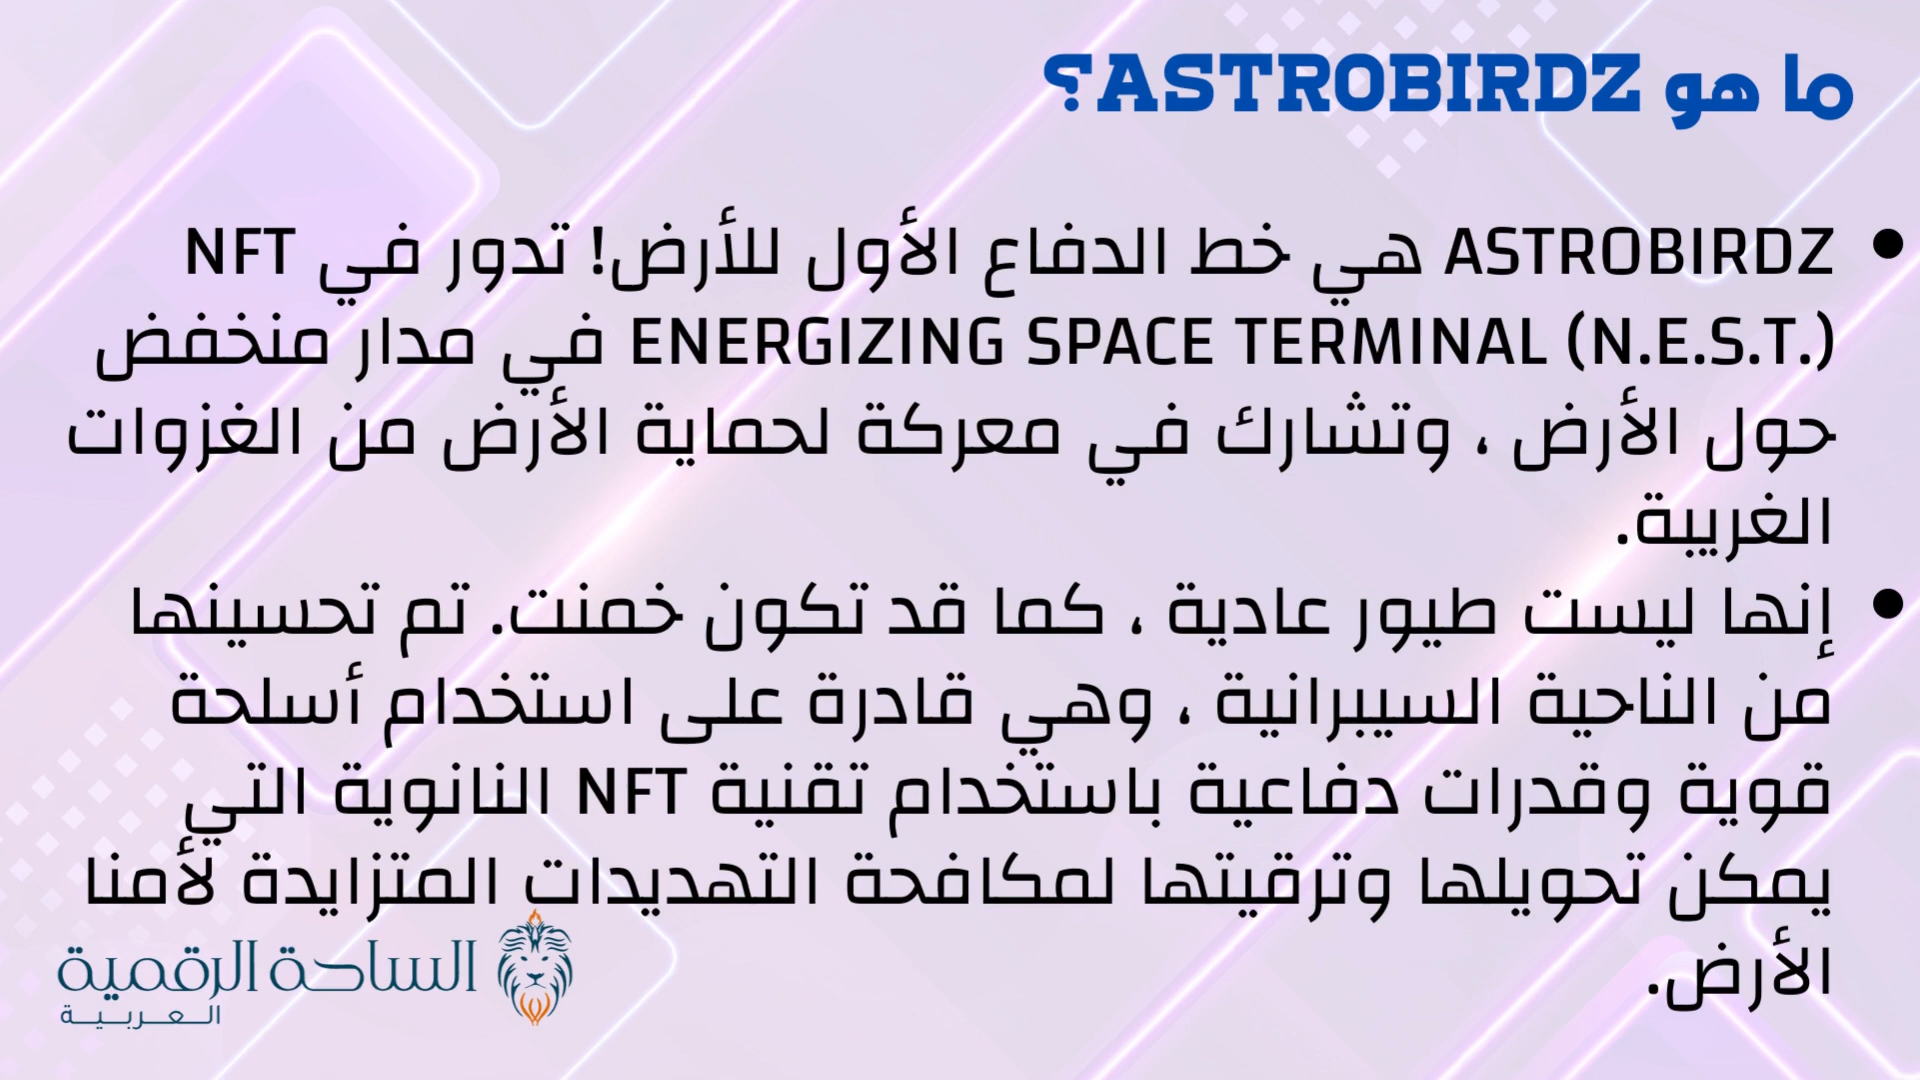 ما هو ASTROBIRDZ؟
ASTROBIRDZ هي خط الدفاع الأول للأرض! تدور في NFT
ENERGIZING SPACE TERMINAL (N.E.S.T.) في مدار منخفض
حول الأرض ، وتشارك في معركة لحماية الأرض من الغزوات
الغريبة.
إنها ليست طيور عادية ، كما قد تكون خمنت. تم تحسينها
من الناحية السيبرانية ، وهي قادرة على استخدام أسلحة
قوية وقدرات دفاعية باستخدام تقنية NFT النانوية التي
يمكن تحويلها وترقيتها لمكافحة التهديدات المتزايدة لأمنا
الأرض.
الساحة الرقمية
العربية